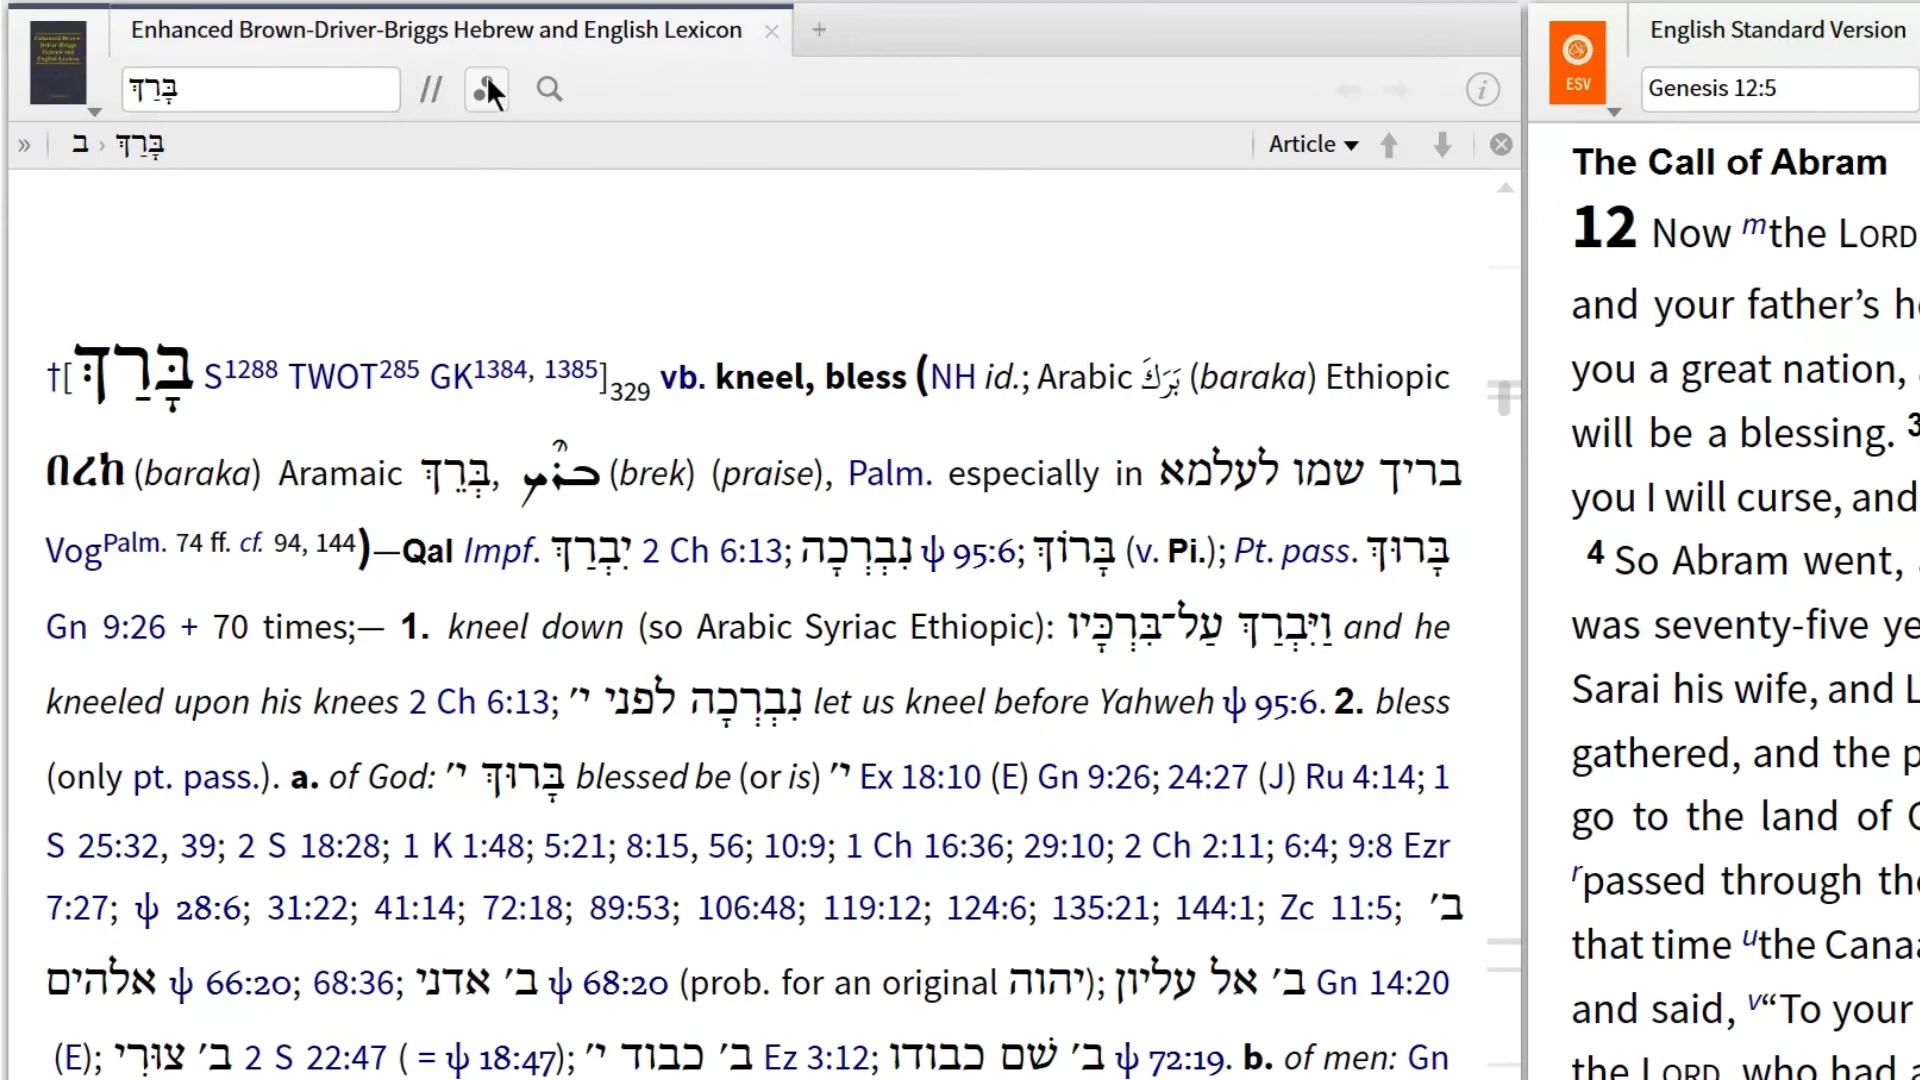 Enhanced Brown-Driver-Briggs Hebrew and English Lexicon
בָּרַךְ
ב › בָּרַךְ
Article
†[בָּרַךְ S1288 TWOT285 GK1384, 1385]329 vb. kneel, bless (NH id.; Arabic بَرَكَ (baraka) Ethiopic
በረከ (baraka) Aramaic בְּרֵךְ, (brek) (praise), Palm. especially in בריך שמו לעלמא
VogPalm. 74 ff. cf. 94, 144)—Qal Impf. יִבְרַךְ 2 Ch 6:13; נִבְרְכָה ψ 95:6; בָּרוֹךְ (v. Pi.); Pt. pass. בָּרוּךְ
Gn 9:26 + 70 times;— 1. kneel down (so Arabic Syriac Ethiopic): וַיִּבְרַךְ עַל־בִּרְכָּיו and he
kneeled upon his knees 2 Ch 6:13; נִבְרְכָה לפני י׳׳ let us kneel before Yahweh ψ 95:6. 2. bless
(only pt. pass.). a. of God: בָּרוּךְ י׳׳ blessed be (or is) י׳׳ Ex 18:10 (E) Gn 9:26; 24:27 (J) Ru 4:14; 1
S 25:32, 39; 2 S 18:28; 1 K 1:48; 5:21; 8:15, 56; 10:9; 1 Ch 16:36; 29:10; 2 Ch 2:11; 6:4; 9:8 Ezr
7:27; ψ 28:6; 31:22; 41:14; 72:18; 89:53; 106:48; 119:12; 124:6; 135:21; 144:1; Zc 11:5; ב׳
אלהים ψ 66:20; 68:36; ב׳ אדני ψ 68:20 (prob. for an original יהוה); ב׳ אל עליון Gn 14:20
(E); ב׳ צוּרִי 2 S 22:47 ( = ψ 18:47); ב׳ כבוד י׳׳ Ez 3:12; ב׳ שֵׁם כבודו ψ 72:19. b. of men: Gn
English Standard Version
ESV
Genesis 12:5
The Call of Abram
12 Now mthe LORD
and your father's h
you a great nation,
will be a blessing. 3
you I will curse, and
4 So Abram went,
was seventy-five ye
Sarai his wife, and L
gathered, and the p
go to the land of C
rpassed through the
that time uthe Canaa
and said, v“To your
the LORD, who had a